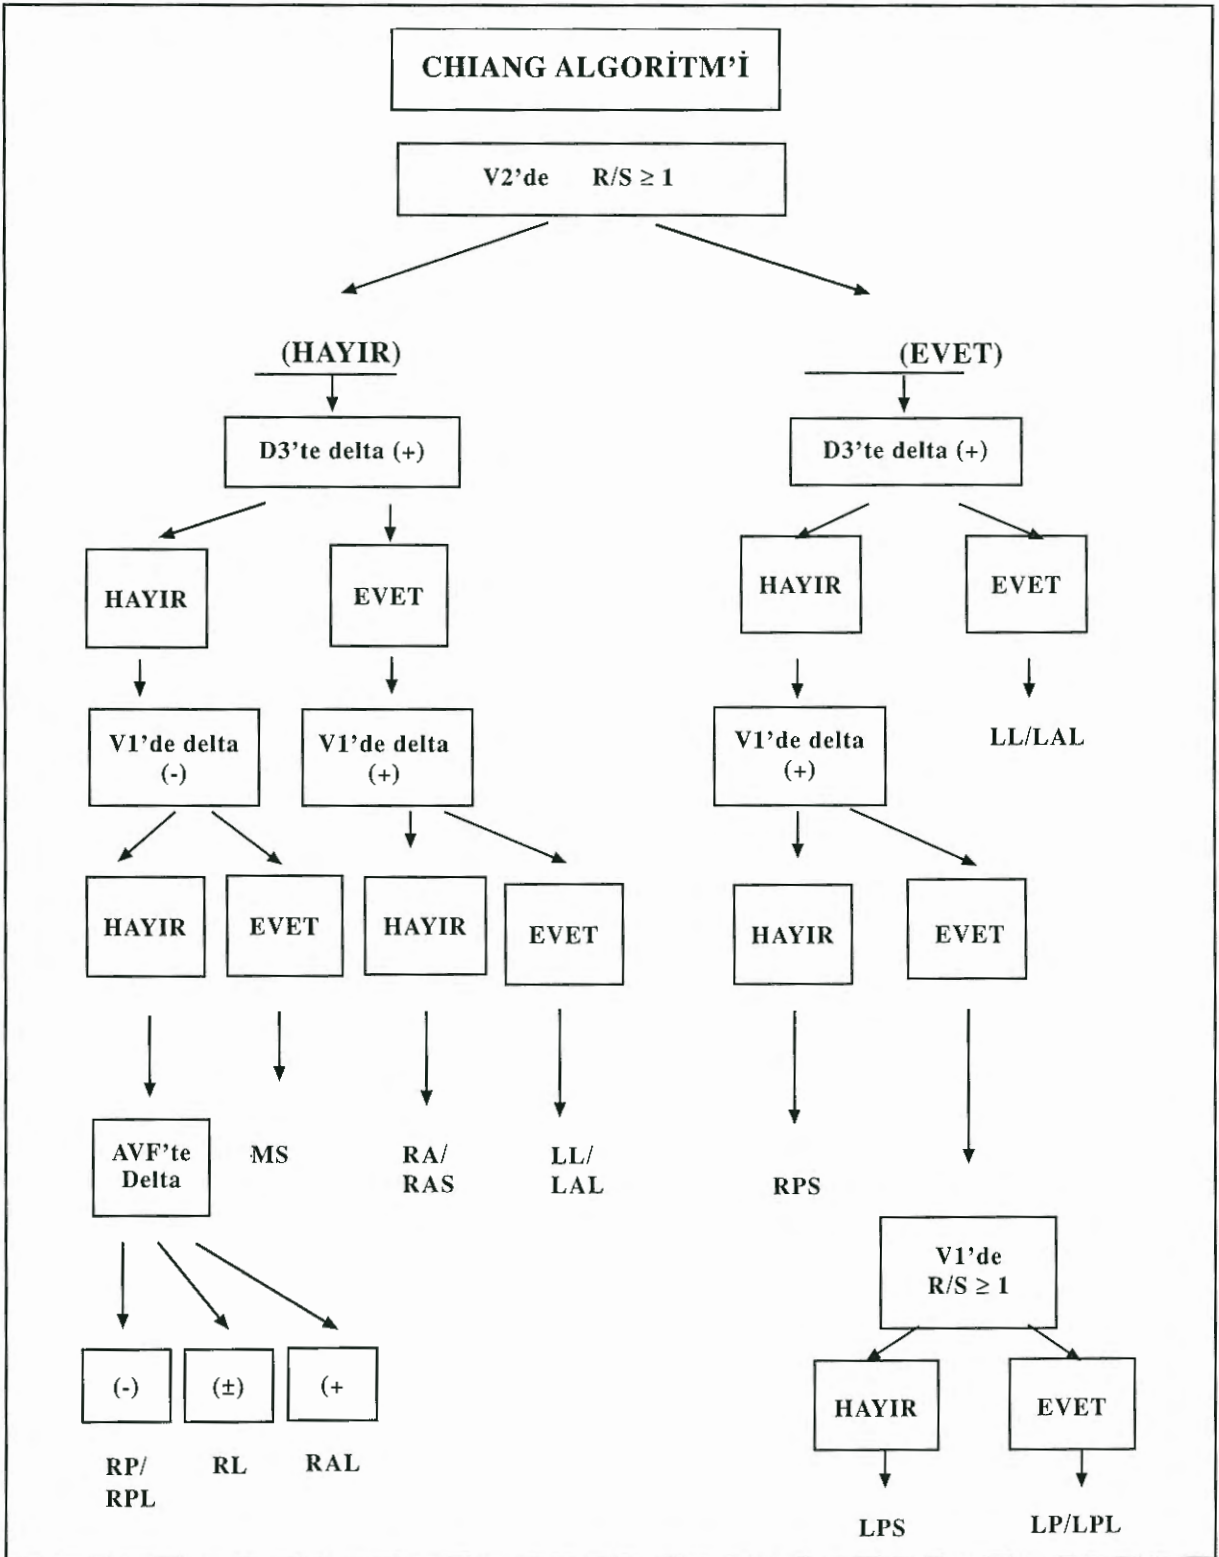 CHIANG ALGORİTM'İ
V2'de R/S ≥ 1
(HAYIR)
(EVET)
D3'te delta (+)
D3'te delta (+)
HAYIR
EVET
HAYIR
EVET
V1'de delta
(-)
V1'de delta
(+)
V1'de delta
(+)
LL/LAL
HAYIR
EVET
HAYIR
EVET
HAYIR
EVET
AVF'te
Delta
MS
RA/
RAS
LL/
LAL
RPS
V1'de
R/S ≥ 1
(-)
(±)
(+
HAYIR
EVET
RP/
RPL
RL
RAL
LPS
LP/LPL